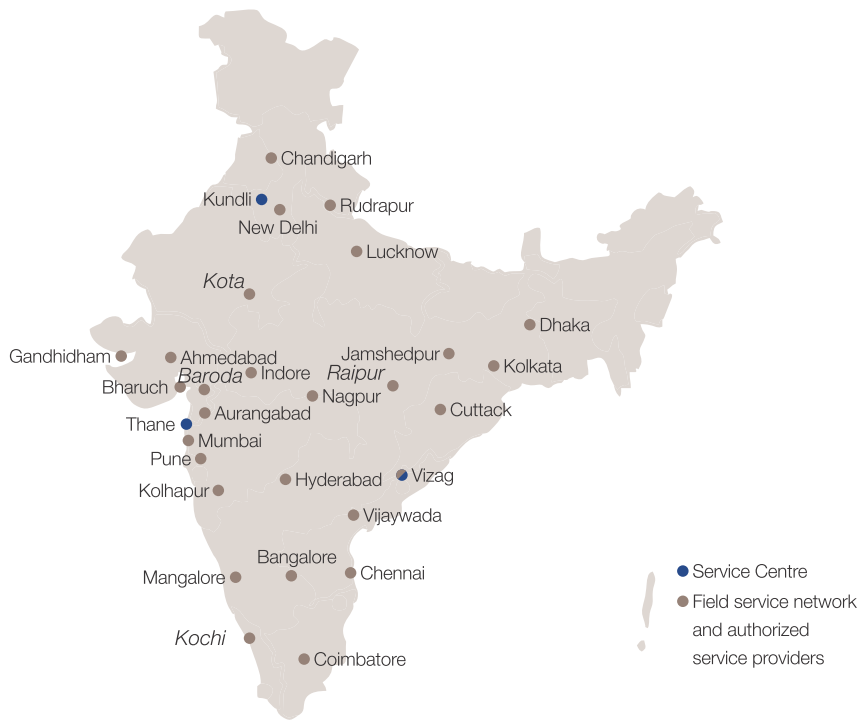 Chandigarh
Kundli
Rudrapur
New Delhi
Lucknow
Kota
Dhaka
Gandhidham
Ahmedabad
Jamshedpur
Kolkata
Baroda
Indore
Raipur
Bharuch
Nagpur
Aurangabad
Cuttack
Thane
Mumbai
Pune
Hyderabad
Vizag
Kolhapur
Vijaywada
Bangalore
Mangalore
Chennai
Kochi
Coimbatore
Service Centre
Field service network
and authorized
service providers